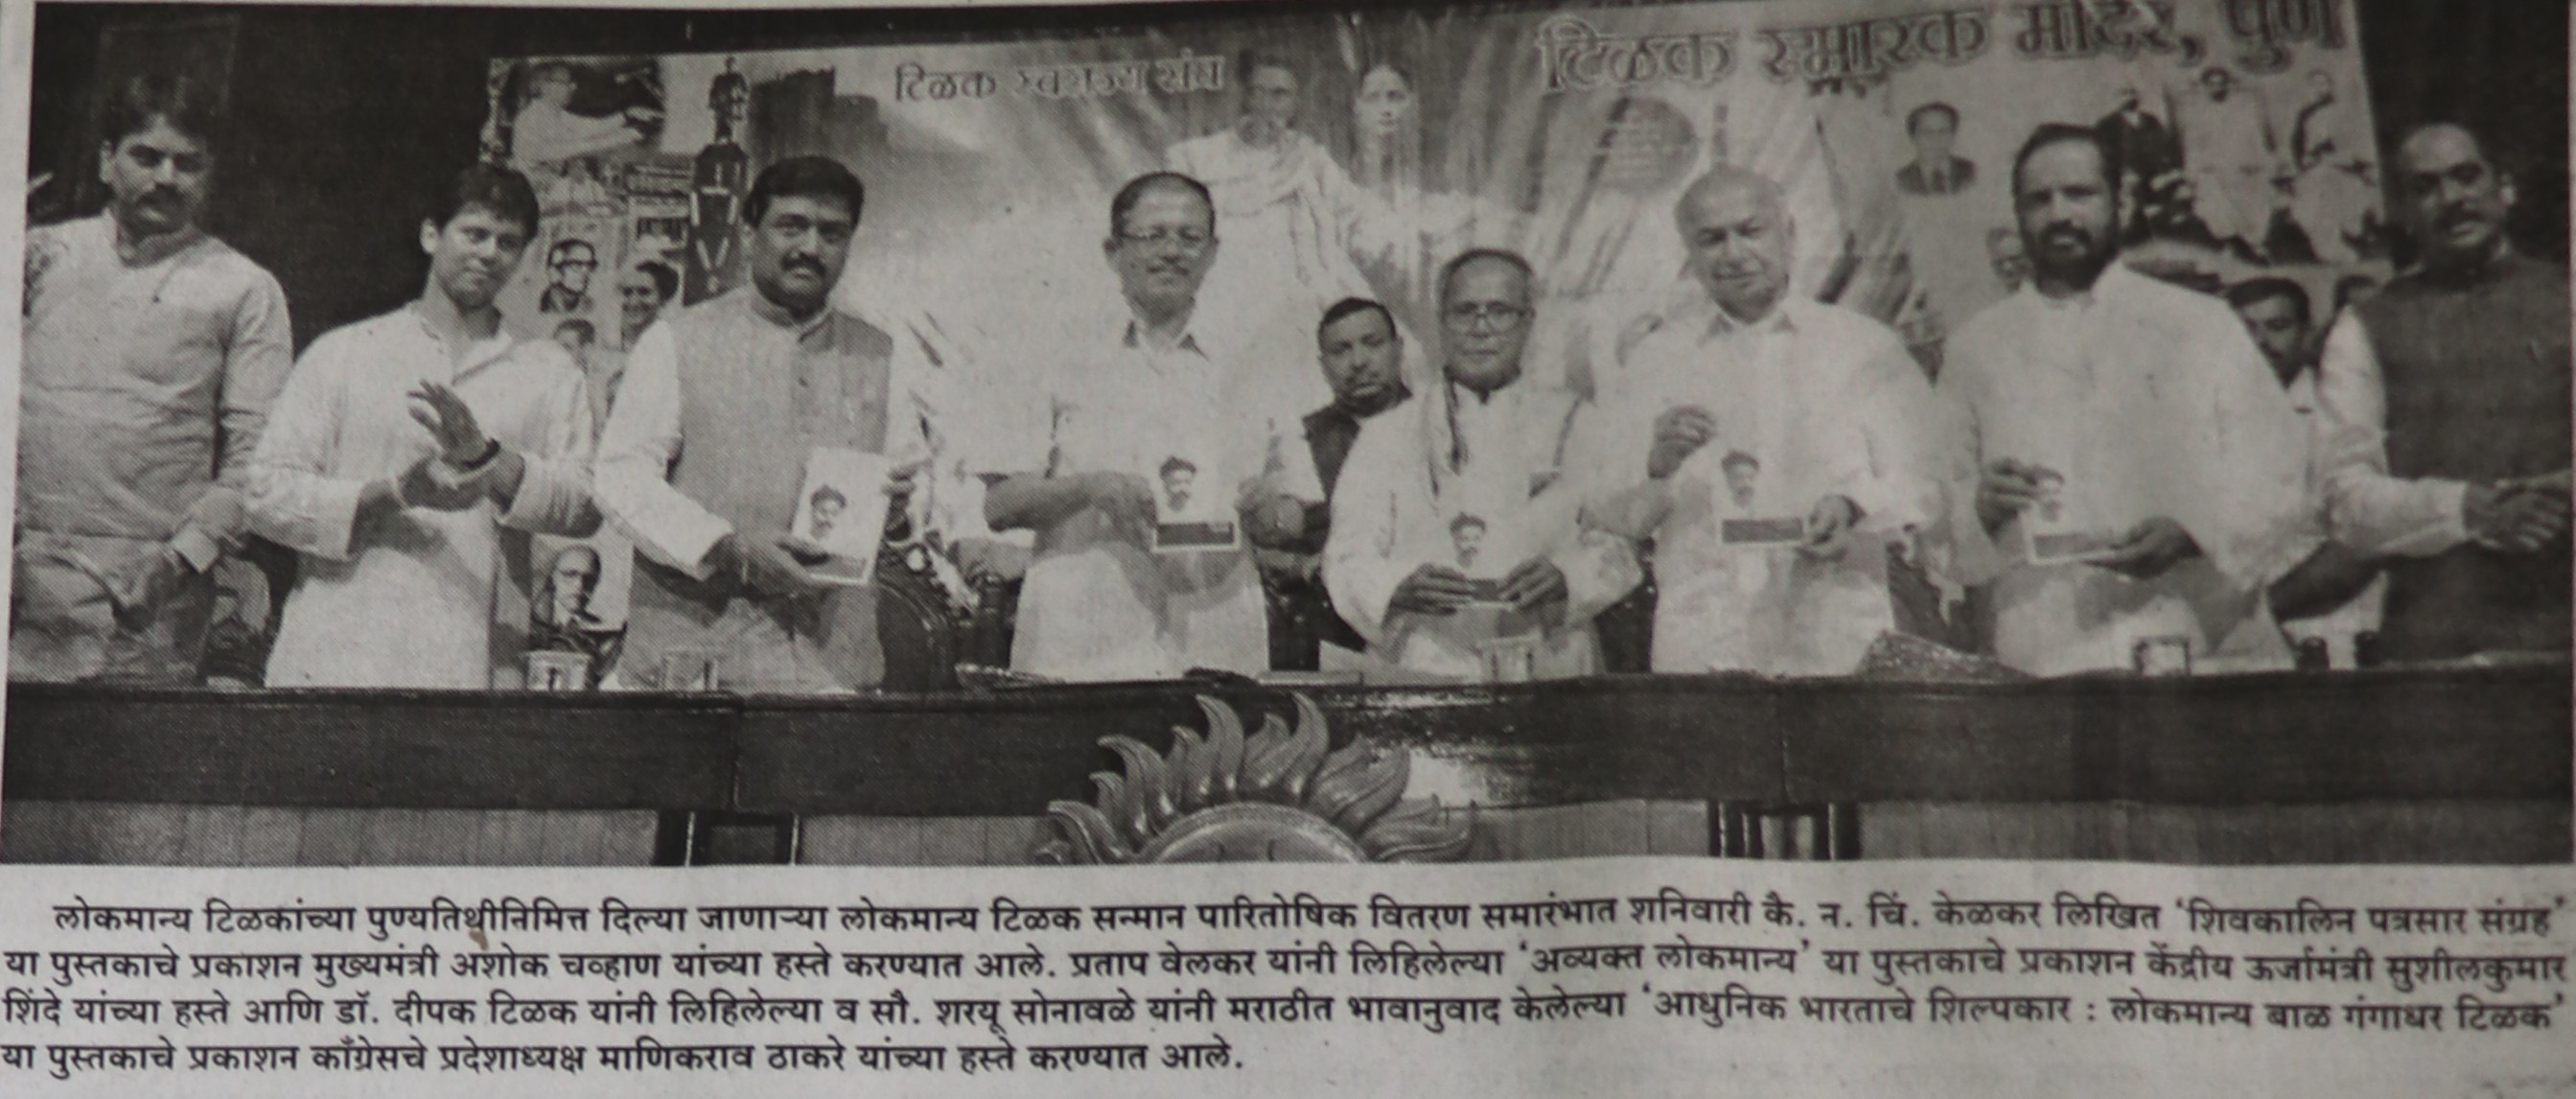 टिळक स्वराज्य संघ
टिळक स्मारक मंदिर, पुणे
लोकमान्य टिळकांच्या पुण्यतिथीनिमित्त दिल्या जाणाऱ्या लोकमान्य टिळक सन्मान पारितोषिक वितरण समारंभात शनिवारी कै. न. चिं. केळकर लिखित ‘शिवकालिन पत्रसार संग्रह’
या पुस्तकाचे प्रकाशन मुख्यमंत्री अशोक चव्हाण यांच्या हस्ते करण्यात आले. प्रताप वेलकर यांनी लिहिलेल्या ‘अव्यक्त लोकमान्य’ या पुस्तकाचे प्रकाशन केंद्रीय ऊर्जामंत्री सुशीलकुमार
शिंदे यांच्या हस्ते आणि डॉ. दीपक टिळक यांनी लिहिलेल्या व सौ. शरयू सोनावळे यांनी मराठीत भावानुवाद केलेल्या ‘आधुनिक भारताचे शिल्पकार : लोकमान्य बाळ गंगाधर टिळक’
या पुस्तकाचे प्रकाशन काँग्रेसचे प्रदेशाध्यक्ष माणिकराव ठाकरे यांच्या हस्ते करण्यात आले.